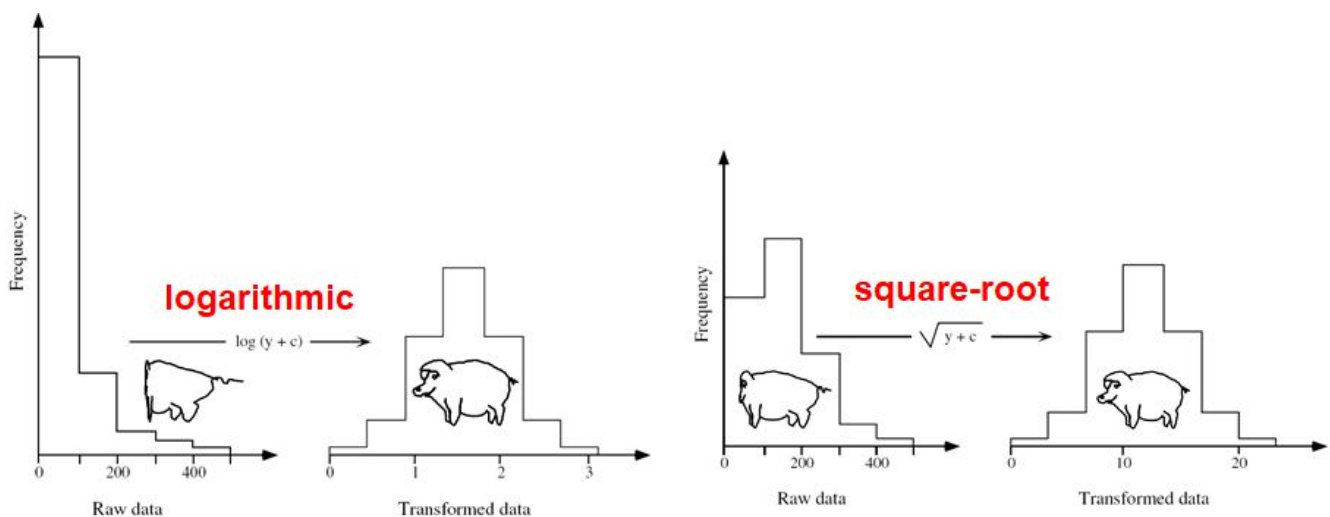 Frequency
logarithmic
log (y + c)
0 200 400
Raw data
0 1 2 3
Transformed data
Frequency
square-root
√ y + c
0 200 400
Raw data
0 10 20
Transformed data